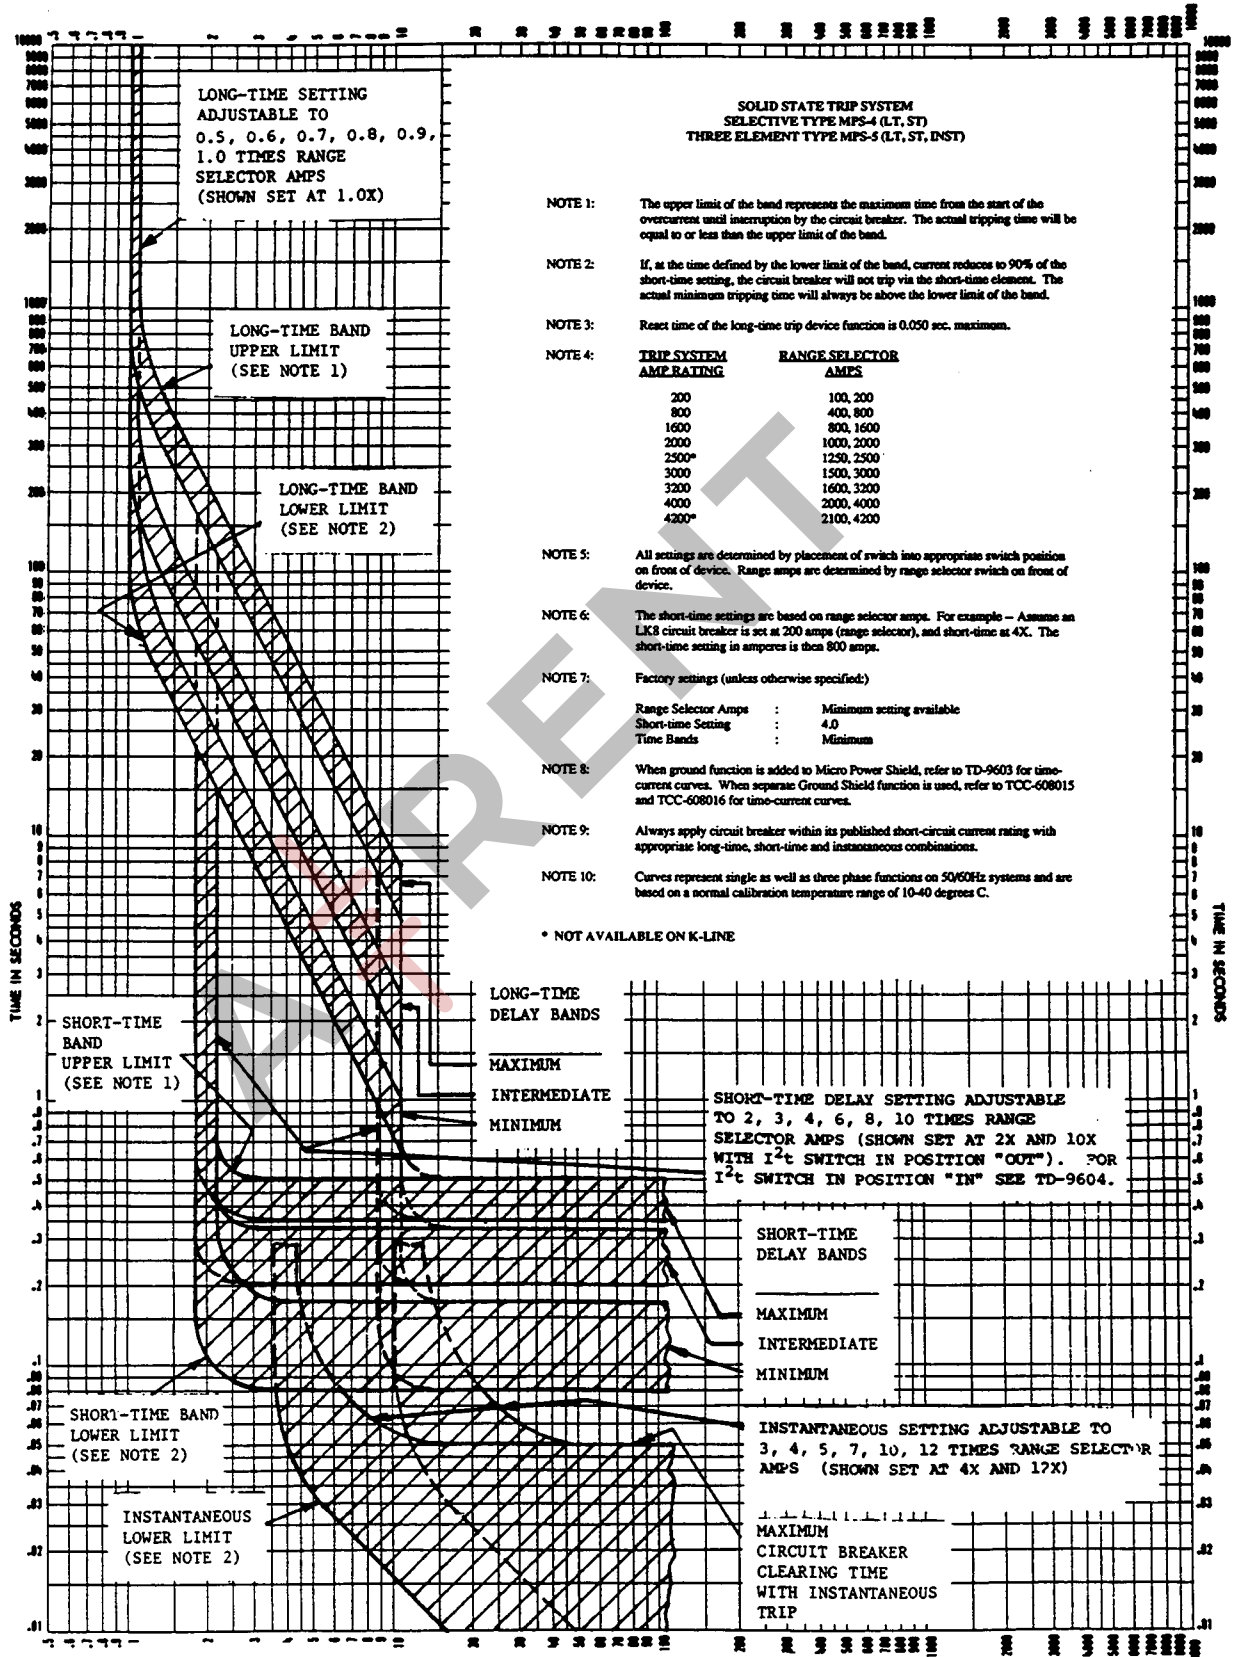 LONG-TIME SETTING
ADJUSTABLE TO
0.5, 0.6, 0.7, 0.8, 0.9,
1.0 TIMES RANGE
SELECTOR AMPS
(SHOWN SET AT 1.0X)
SOLID STATE TRIP SYSTEM
SELECTIVE TYPE MPS-4 (LT, ST)
THREE ELEMENT TYPE MPS-5 (LT, ST, INST)
NOTE 1: The upper limit of the band represents the maximum time from the start of the
overcurrent until interruption by the circuit breaker. The actual tripping time will be
equal to or less than the upper limit of the band.
NOTE 2: If, at the time defined by the lower limit of the band, current reduces to 90% of the
short-time setting, the circuit breaker will not trip via the short-time element. The
actual minimum tripping time will always be above the lower limit of the band.
NOTE 3: Reset time of the long-time trip device function is 0.050 sec. maximum.
NOTE 4: TRIP SYSTEM RANGE SELECTOR
AMP RATING AMPS
200 100, 200
800 400, 800
1600 800, 1600
2000 1000, 2000
2500* 1250, 2500
3000 1500, 3000
3200 1600, 3200
4000 2000, 4000
4200* 2100, 4200
NOTE 5: All settings are determined by placement of switch into appropriate switch position
on front of device. Range amps are determined by range selector switch on front of
device.
NOTE 6: The short-time settings are based on range selector amps. For example – Assume an
LK8 circuit breaker is set at 200 amps (range selector), and short-time at 4X. The
short-time setting in amperes is then 800 amps.
NOTE 7: Factory settings (unless otherwise specified:)
Range Selector Amps : Minimum setting available
Short-time Setting : 4.0
Time Bands : Minimum
NOTE 8: When ground function is added to Micro Power Shield, refer to TD-9603 for time-
current curves. When separate Ground Shield function is used, refer to TCC-608015
and TCC-608016 for time-current curves.
NOTE 9: Always apply circuit breaker within its published short-circuit current rating with
appropriate long-time, short-time and instantaneous combinations.
NOTE 10: Curves represent single as well as three phase functions on 50/60Hz systems and are
based on a normal calibration temperature range of 10-40 degrees C.
* NOT AVAILABLE ON K-LINE
LONG-TIME BAND
UPPER LIMIT
(SEE NOTE 1)
LONG-TIME BAND
LOWER LIMIT
(SEE NOTE 2)
TIME IN SECONDS
TIME IN SECONDS
LONG-TIME
DELAY BANDS
MAXIMUM
INTERMEDIATE
MINIMUM
SHORT-TIME
BAND
UPPER LIMIT
(SEE NOTE 1)
SHORT-TIME DELAY SETTING ADJUSTABLE
TO 2, 3, 4, 6, 8, 10 TIMES RANGE
SELECTOR AMPS (SHOWN SET AT 2X AND 10X
WITH I²t SWITCH IN POSITION "OUT"). FOR
I²t SWITCH IN POSITION "IN" SEE TD-9604.
SHORT-TIME
DELAY BANDS
MAXIMUM
INTERMEDIATE
MINIMUM
SHORT-TIME BAND
LOWER LIMIT
(SEE NOTE 2)
INSTANTANEOUS SETTING ADJUSTABLE TO
3, 4, 5, 7, 10, 12 TIMES RANGE SELECTOR
AMPS (SHOWN SET AT 4X AND 12X)
INSTANTANEOUS
LOWER LIMIT
(SEE NOTE 2)
MAXIMUM
CIRCUIT BREAKER
CLEARING TIME
WITH INSTANTANEOUS
TRIP